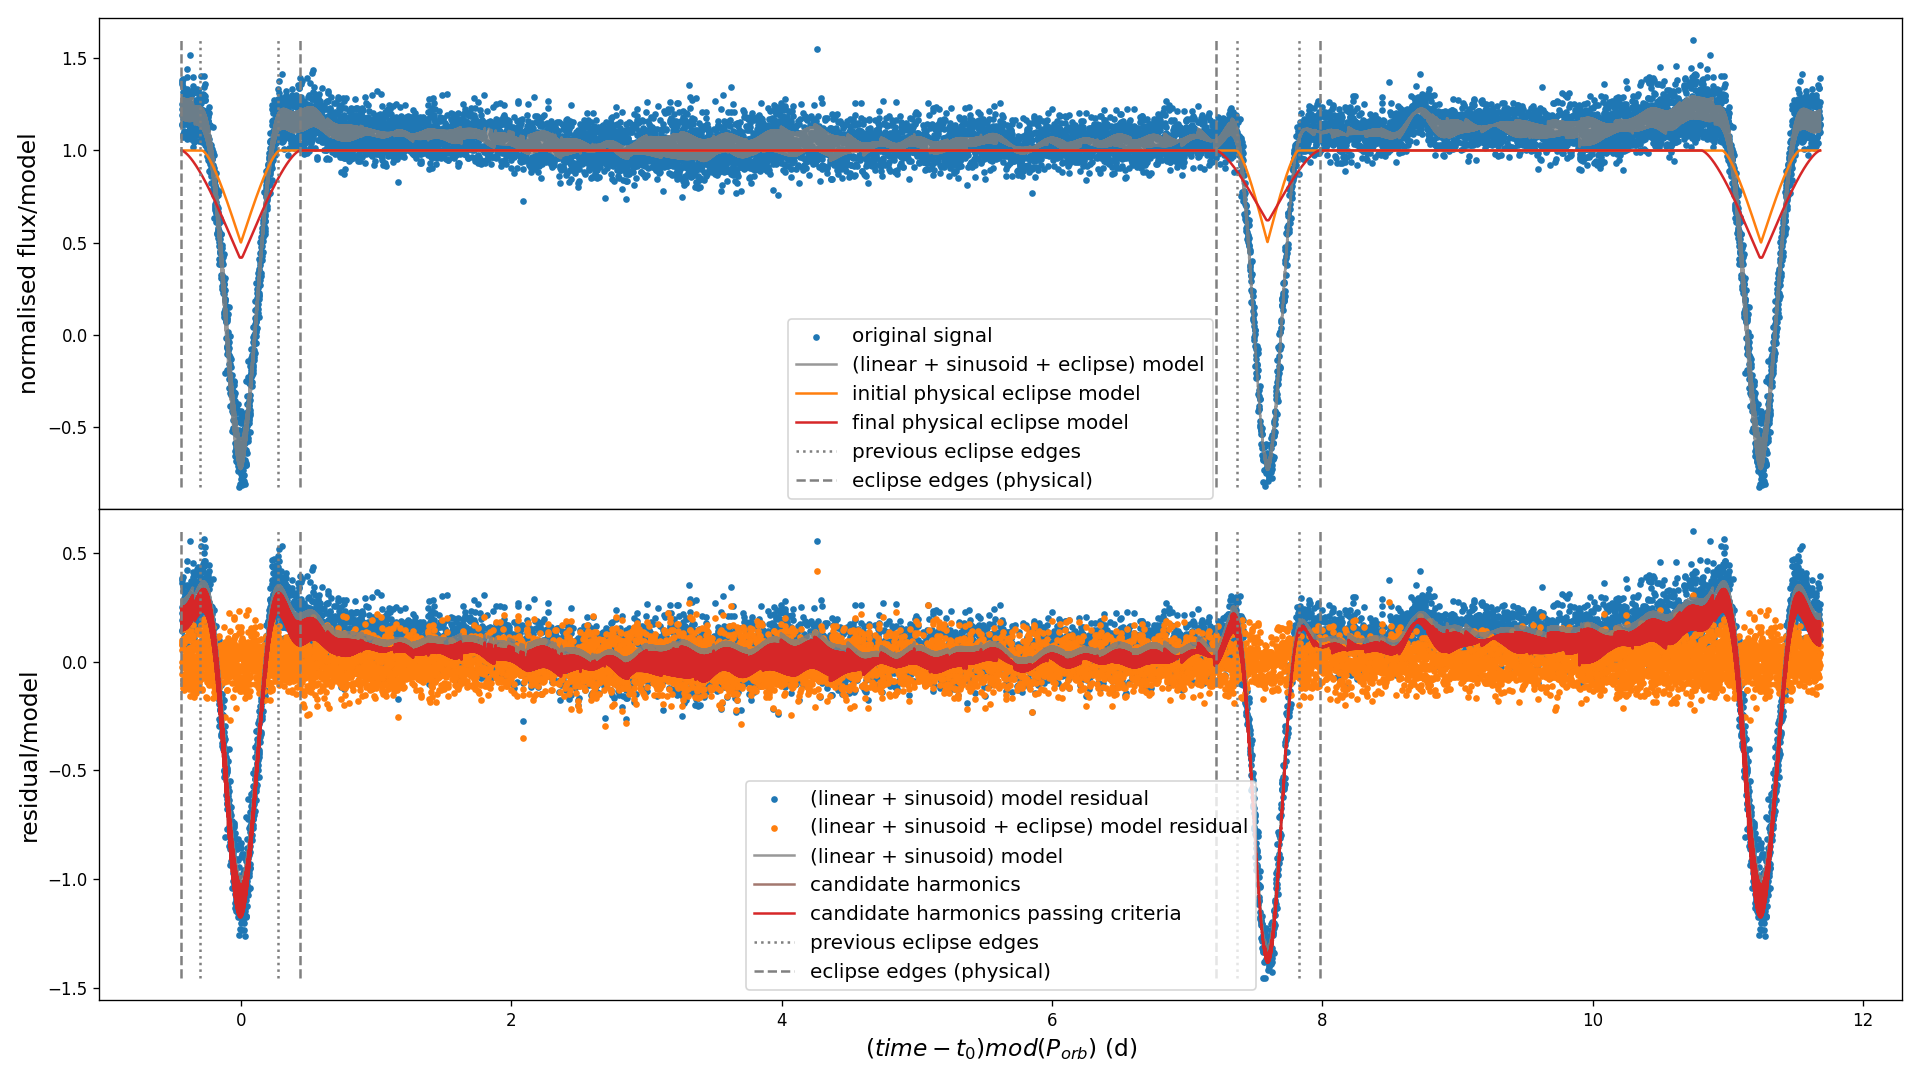 normalised flux/model
1.5
1.0
0.5
0.0
−0.5
original signal
(linear + sinusoid + eclipse) model
initial physical eclipse model
final physical eclipse model
previous eclipse edges
eclipse edges (physical)
residual/model
0.5
0.0
−0.5
−1.0
−1.5
(linear + sinusoid) model residual
(linear + sinusoid + eclipse) model residual
(linear + sinusoid) model
candidate harmonics
candidate harmonics passing criteria
previous eclipse edges
eclipse edges (physical)
0 2 4 6 8 10 12
(time − t₀)mod(Pₒᵣb) (d)